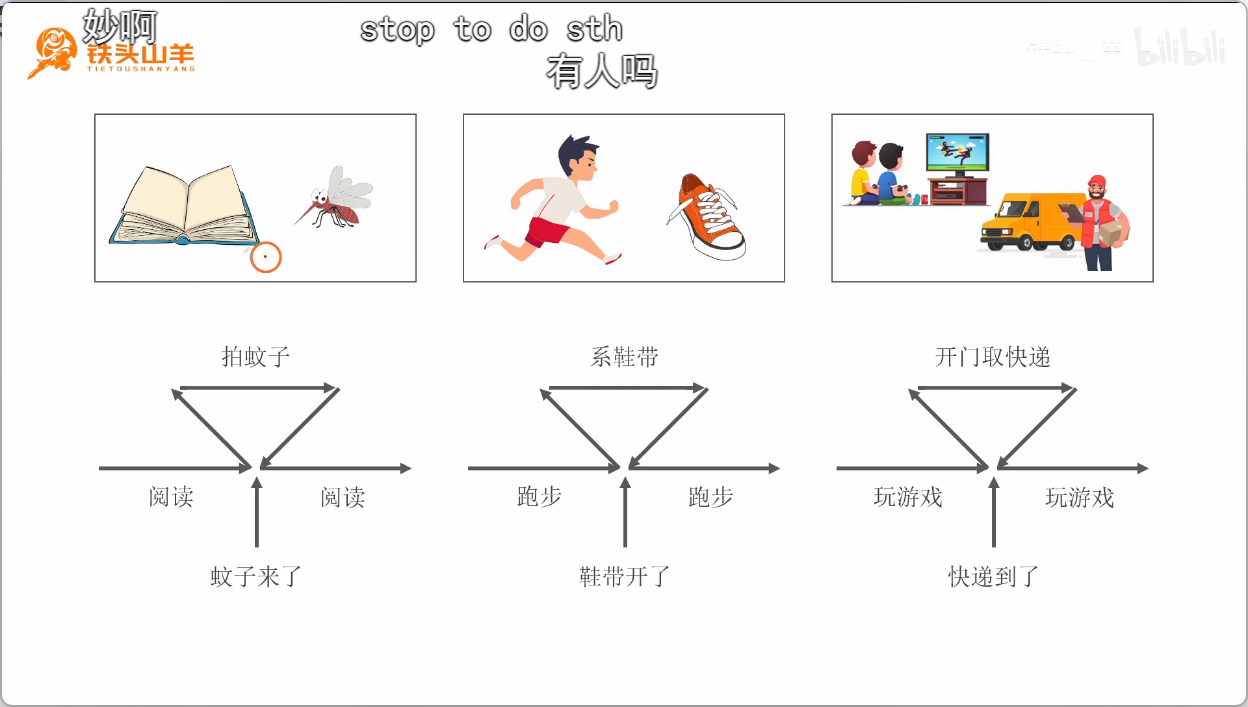 妙啊
stop to do sth
有人吗
铁头山羊
TIETOUSHANYANG
bilibili
拍蚊子
系鞋带
开门取快递
阅读
阅读
跑步
跑步
玩游戏
玩游戏
蚊子来了
鞋带开了
快递到了